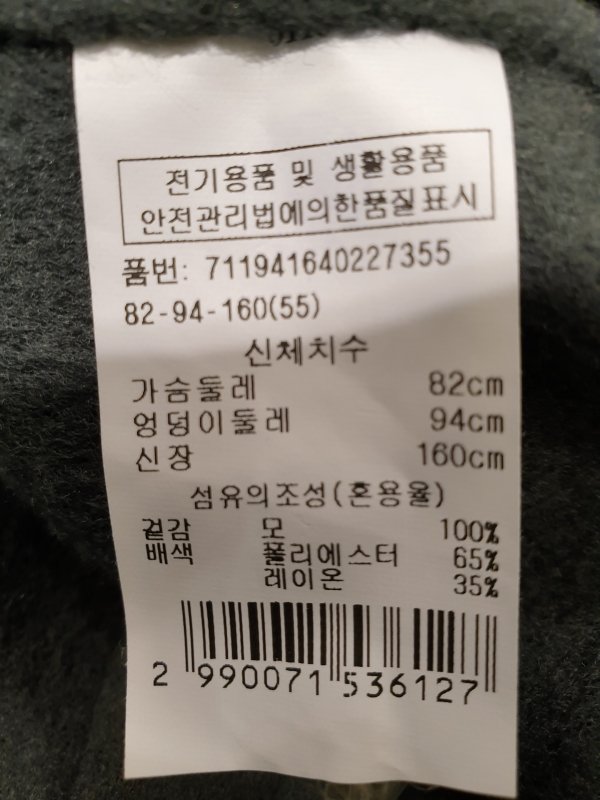 전기용품 및 생활용품
안전관리법에의한품질표시
품번: 711941640227355
82-94-160(55)
신체치수
가슴둘레 82cm
엉덩이둘레 94cm
신장 160cm
섬유의조성(혼용율)
겉감 모 100%
배색 폴리에스터 65%
레이온 35%
2 990071 536127